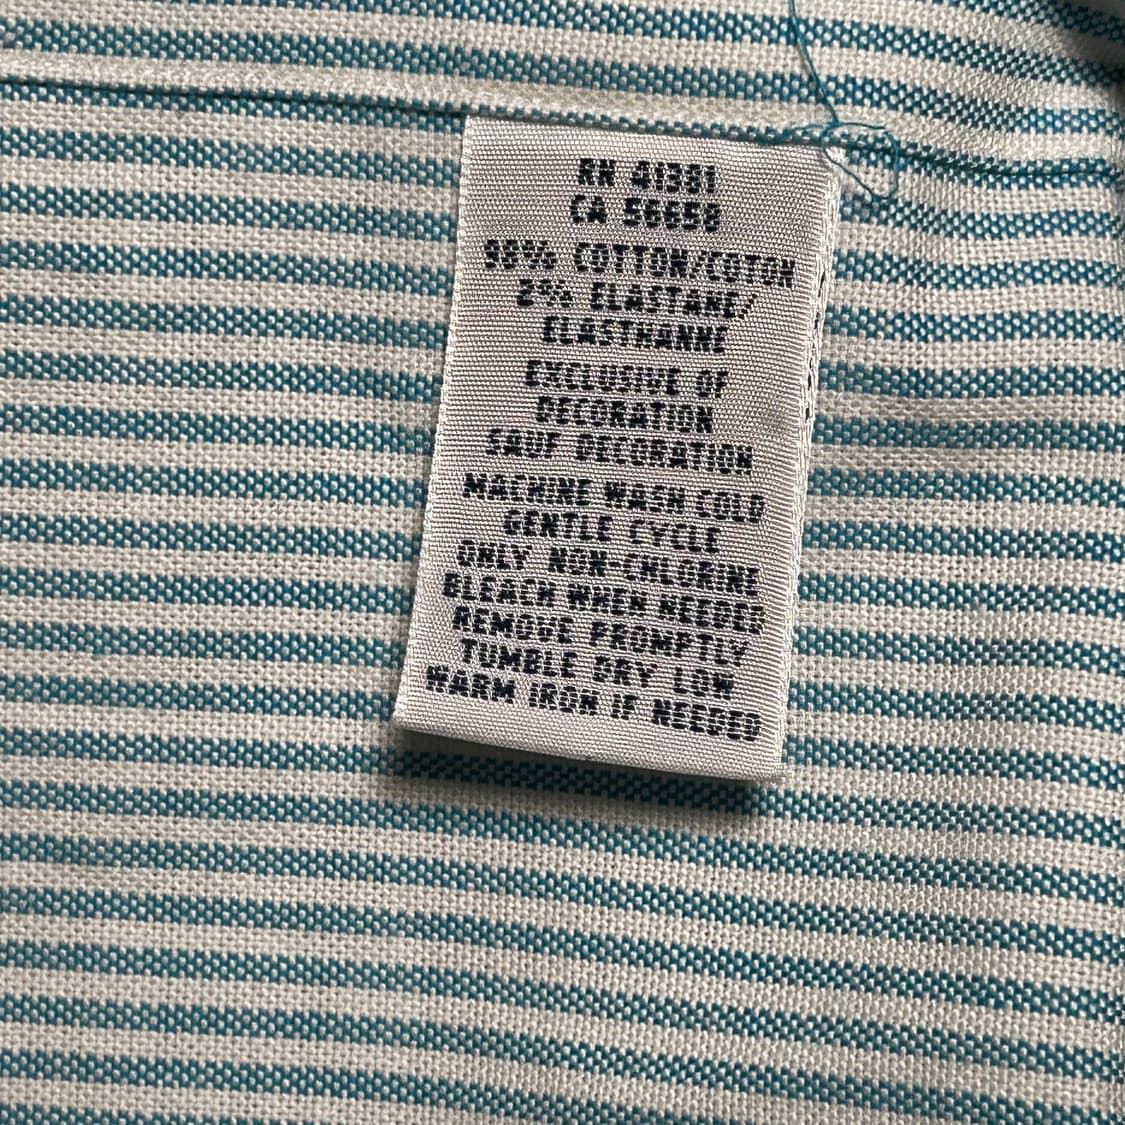 RN 41381
CA 56658
98% COTTON/COTON
2% ELASTANE/
ELASTHANNE
EXCLUSIVE OF
DECORATION
SAUF DECORATION
MACHINE WASH COLD
GENTLE CYCLE
ONLY NON-CHLORINE
BLEACH WHEN NEEDED
REMOVE PROMPTLY
TUMBLE DRY LOW
WARM IRON IF NEEDED